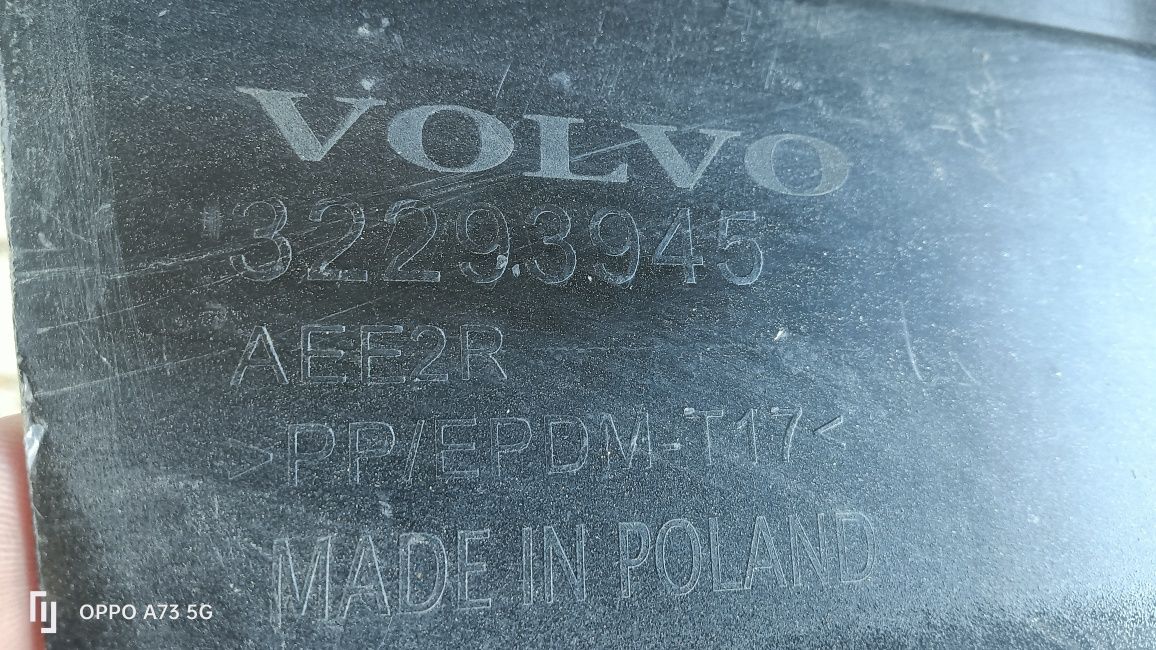 VOLVO
32293945
AEE2R
>PP/EPDM-T17<
MADE IN POLAND
OPPO A73 5G